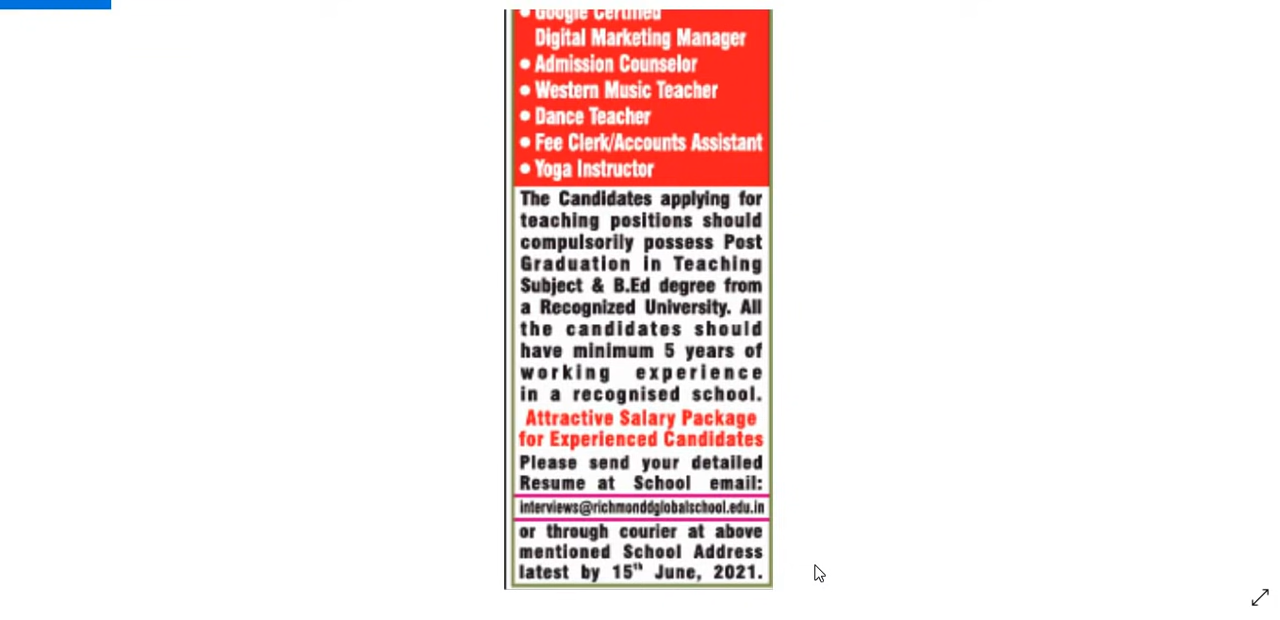 • Google Certified
Digital Marketing Manager
• Admission Counselor
• Western Music Teacher
• Dance Teacher
• Fee Clerk/Accounts Assistant
• Yoga Instructor
The Candidates applying for
teaching positions should
compulsorily possess Post
Graduation in Teaching
Subject & B.Ed degree from
a Recognized University. All
the candidates should
have minimum 5 years of
working experience
in a recognised school.
Attractive Salary Package
for Experienced Candidates
Please send your detailed
Resume at School email:
interviews@richmonddglobalschool.edu.in
or through courier at above
mentioned School Address
latest by 15th June, 2021.